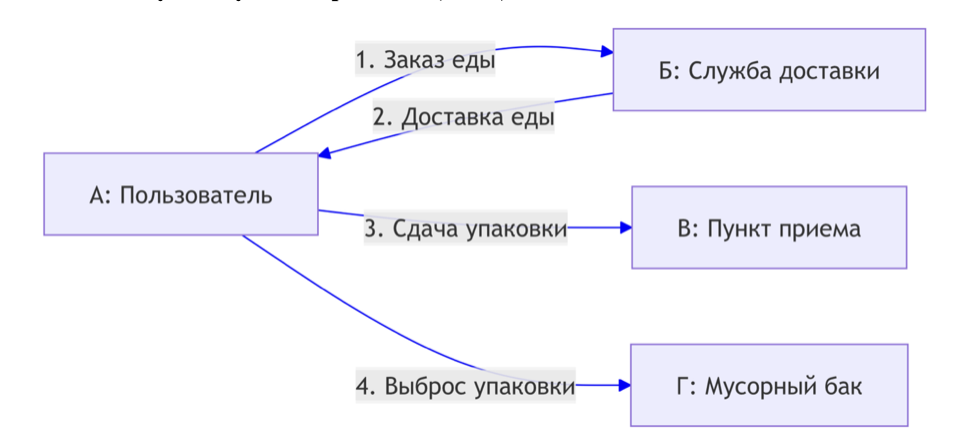 1. Заказ еды
Б: Служба доставки
2. Доставка еды
А: Пользователь
3. Сдача упаковки
В: Пункт приема
4. Выброс упаковки
Г: Мусорный бак